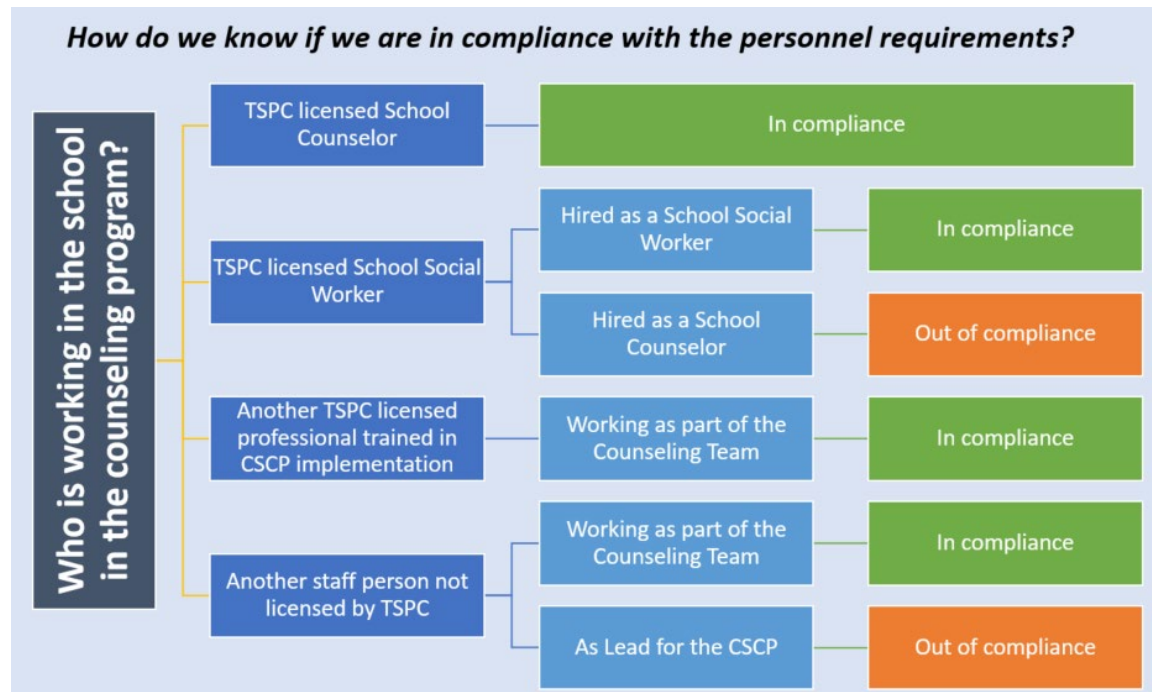 How do we know if we are in compliance with the personnel requirements?
Who is working in the school
in the counseling program?
TSPC licensed School
Counselor
In compliance
TSPC licensed School Social
Worker
Hired as a School Social
Worker
In compliance
Hired as a School
Counselor
Out of compliance
Another TSPC licensed
professional trained in
CSCP implementation
Working as part of the
Counseling Team
In compliance
Another staff person not
licensed by TSPC
Working as part of the
Counseling Team
In compliance
As Lead for the CSCP
Out of compliance